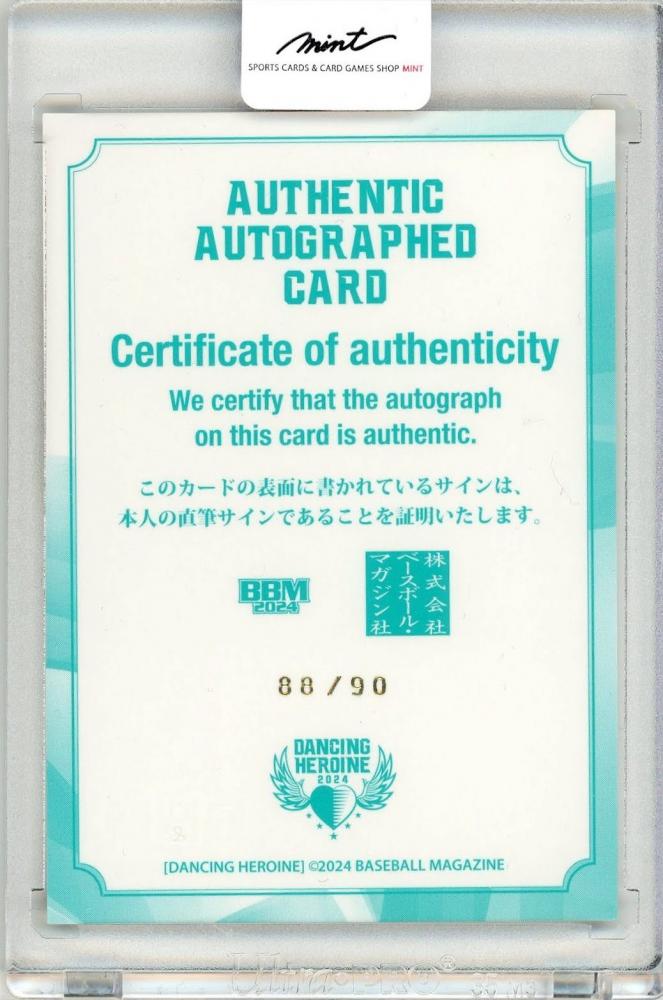 mint
SPORTS CARDS & CARD GAMES SHOP MINT
AUTHENTIC
AUTOGRAPHED
CARD
Certificate of authenticity
We certify that the autograph
on this card is authentic.
このカードの表面に書かれているサインは、
本人の直筆サインであることを証明いたします。
BBM
2024
株式会社
ベースボール・
マガジン社
88/90
DANCING
HEROINE
2024
[DANCING HEROINE] ©2024 BASEBALL MAGAZINE
Ultra PRO®